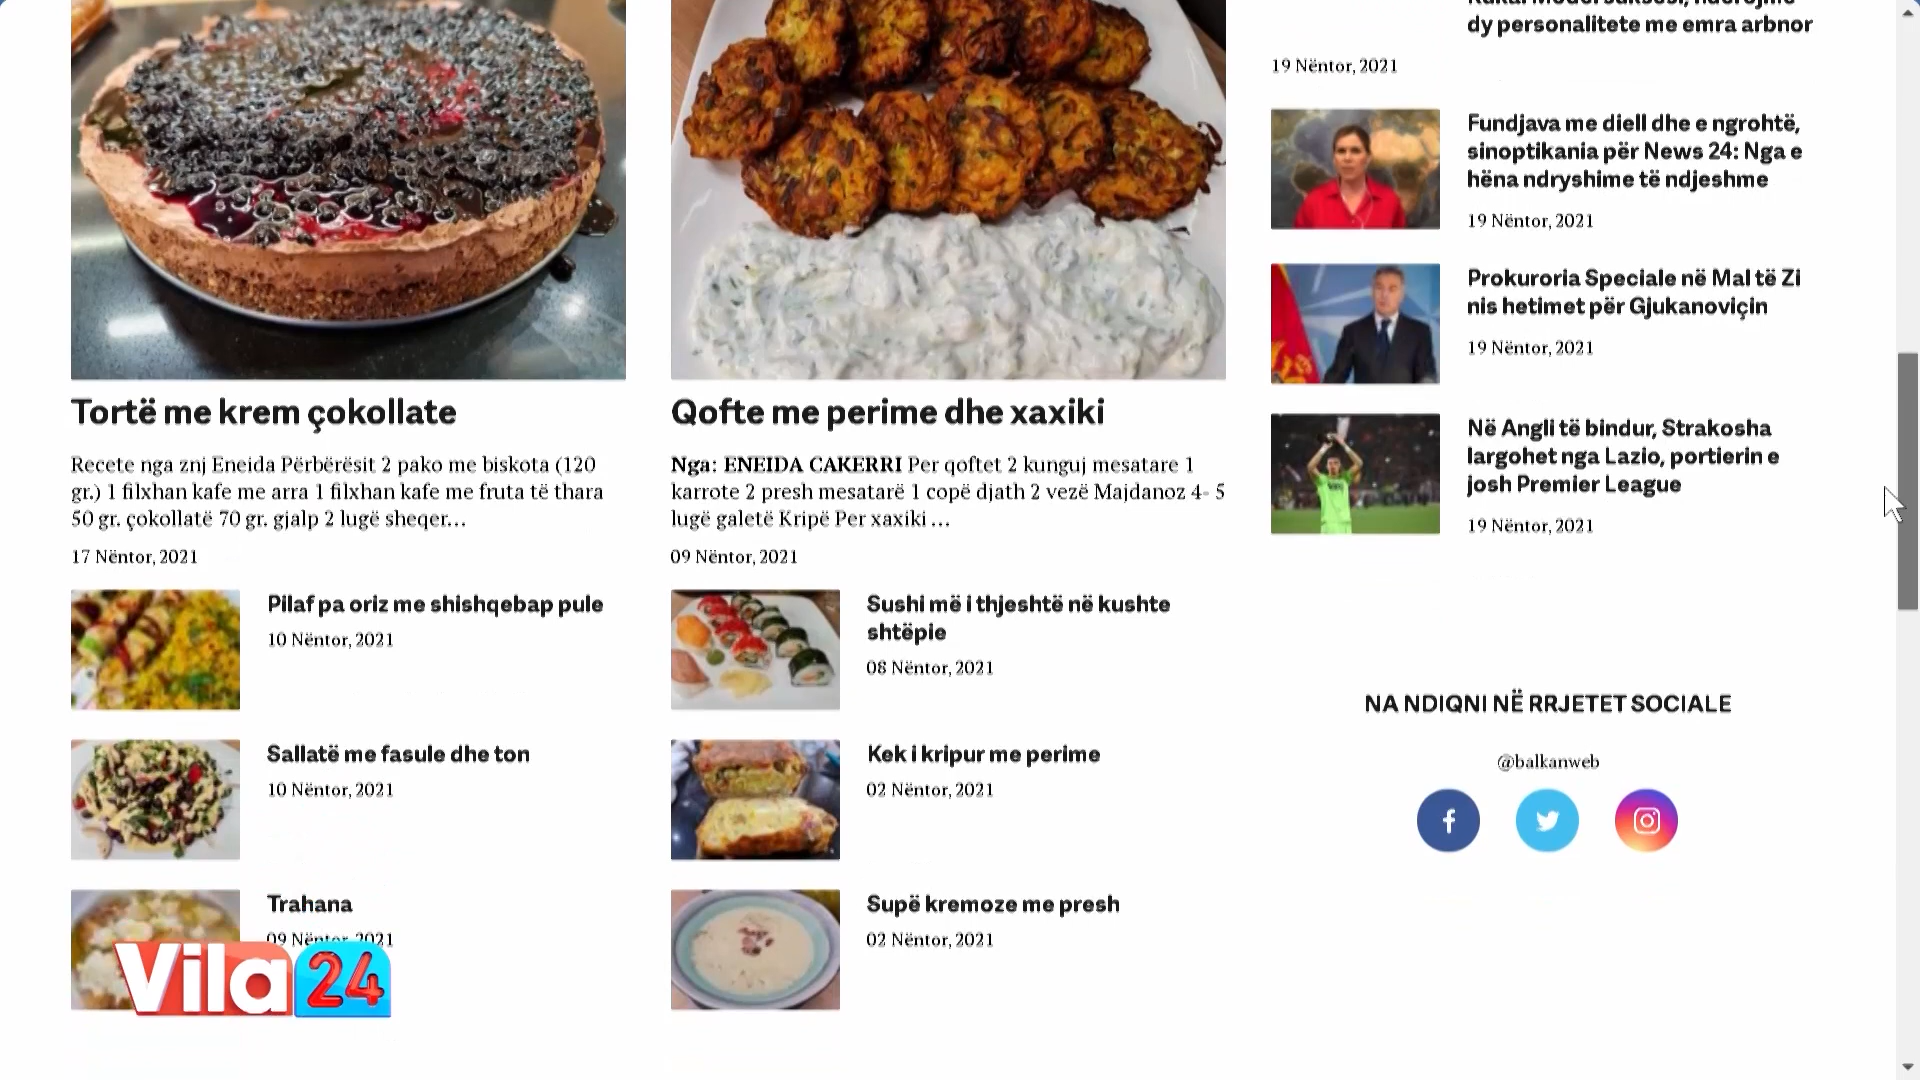 Tortë me krem çokollate
Recete nga znj Eneida Përbërësit 2 pako me biskota (120
gr.) 1 filxhan kafe me arra 1 filxhan kafe me fruta të thara
50 gr. çokollatë 70 gr. gjalp 2 lugë sheqer...
17 Nëntor, 2021
Pilaf pa oriz me shishqebap pule
10 Nëntor, 2021
Sallatë me fasule dhe ton
10 Nëntor, 2021
Trahana
09 Nëntor, 2021
Vila 24
Qofte me perime dhe xaxiki
Nga: ENEIDA CAKERRI Per qoftet 2 kunguj mesatare 1
karrote 2 presh mesatarë 1 copë djath 2 vezë Majdanoz 4- 5
lugë galetë Kripë Per xaxiki ...
09 Nëntor, 2021
Sushi më i thjeshtë në kushte
shtëpie
08 Nëntor, 2021
Kek i kripur me perime
02 Nëntor, 2021
Supë kremoze me presh
02 Nëntor, 2021
dy personalitete me emra arbnor
19 Nëntor, 2021
Fundjava me diell dhe e ngrohtë,
sinoptikania për News 24: Nga e
hëna ndryshime të ndjeshme
19 Nëntor, 2021
Prokuroria Speciale në Mal të Zi
nis hetimet për Gjukanoviçin
19 Nëntor, 2021
Në Angli të bindur, Strakosha
largohet nga Lazio, portierin e
josh Premier League
19 Nëntor, 2021
NA NDIQNI NË RRJETET SOCIALE
@balkanweb